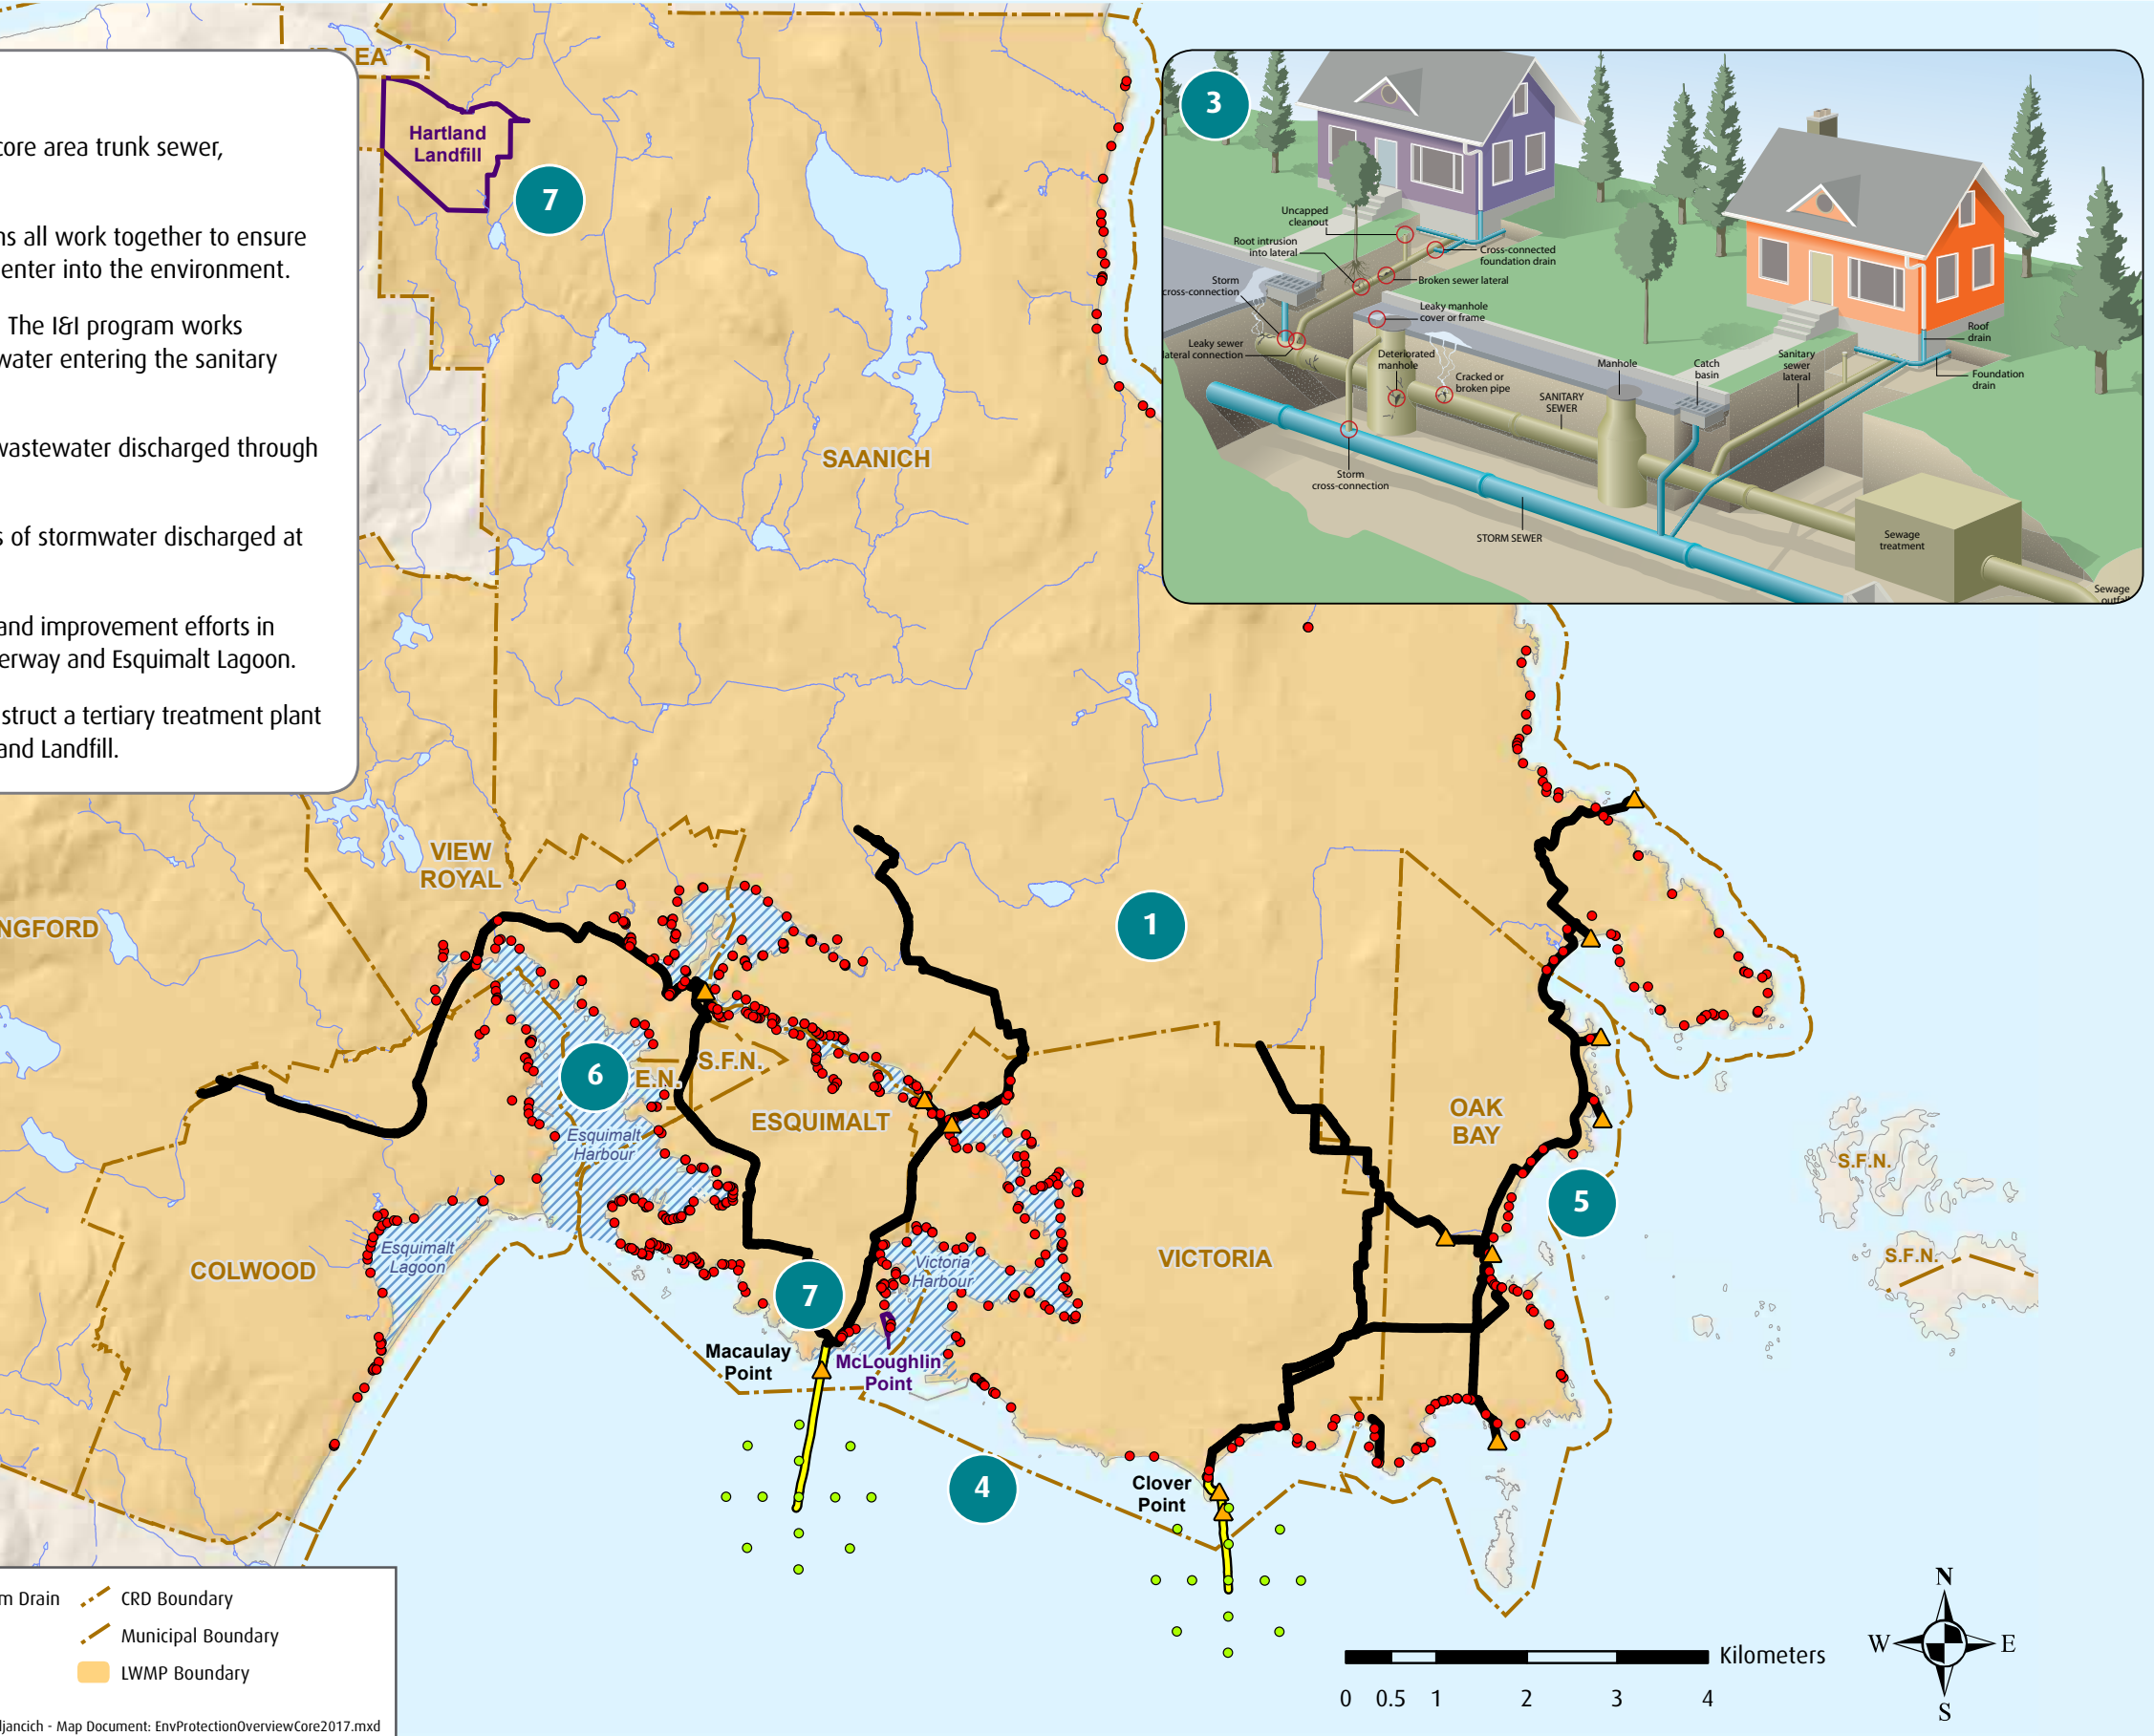 EA
core area trunk sewer,
all work together to ensure
enter into the environment.
The I&I program works
water entering the sanitary
wastewater discharged through
of stormwater discharged at
and improvement efforts in
and Esquimalt Lagoon.
a tertiary treatment plant
Landfill.
Hartland
Landfill
7
3
Uncapped
cleanout
Root intrusion
into lateral
Storm
cross-connection
Leaky sewer
lateral connection
Cross-connected
foundation drain
Broken sewer lateral
Leaky manhole
cover or frame
Deteriorated
manhole
Cracked or
broken pipe
Storm
cross-connection
SANITARY
SEWER
STORM SEWER
Manhole
Catch
basin
Sanitary
sewer
lateral
Roof
drain
Foundation
drain
Sewage
treatment
Sewage
outfall
SAANICH
VIEW
ROYAL
NGFORD
1
6
E.N.
S.F.N.
ESQUIMALT
Esquimalt
Harbour
OAK
BAY
5
S.F.N.
S.F.N.
COLWOOD
Esquimalt
Lagoon
Victoria
Harbour
VICTORIA
7
Macaulay
Point
McLoughlin
Point
4
Clover
Point
m Drain
CRD Boundary
Municipal Boundary
LWMP Boundary
jancich - Map Document: EnvProtectionOverviewCore2017.mxd
Kilometers
0 0.5 1 2 3 4
N
W E
S